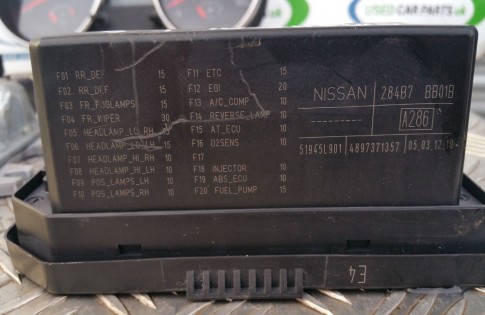 USED CAR PARTS.uk
F01 RR_DEF 15
F02 RR_DEF 15
F03 FR_FOGLAMPS 15
F04 FR_WIPER 30
F05 HEADLAMP_LO_RH
F06 HEADLAMP_LO_LH 15
F07 HEADLAMP_HI_RH 10
F08 HEADLAMP_HI_LH 10
F09 POS_LAMPS_LH 10
F10 POS_LAMPS_RH 10
F11 ETC 15
F12 EGI 20
F13 A/C_COMP 10
F14 REVERSE_LAMP 10
F15 AT_ECU 10
F16 O2SENS 10
F17
F18 INJECTOR 10
F19 ABS_ECU 10
F20 FUEL_PUMP 15
NISSAN 284B7 BB01B
--------- A286
51945L901 4897371357 05,03,12,10-
E4